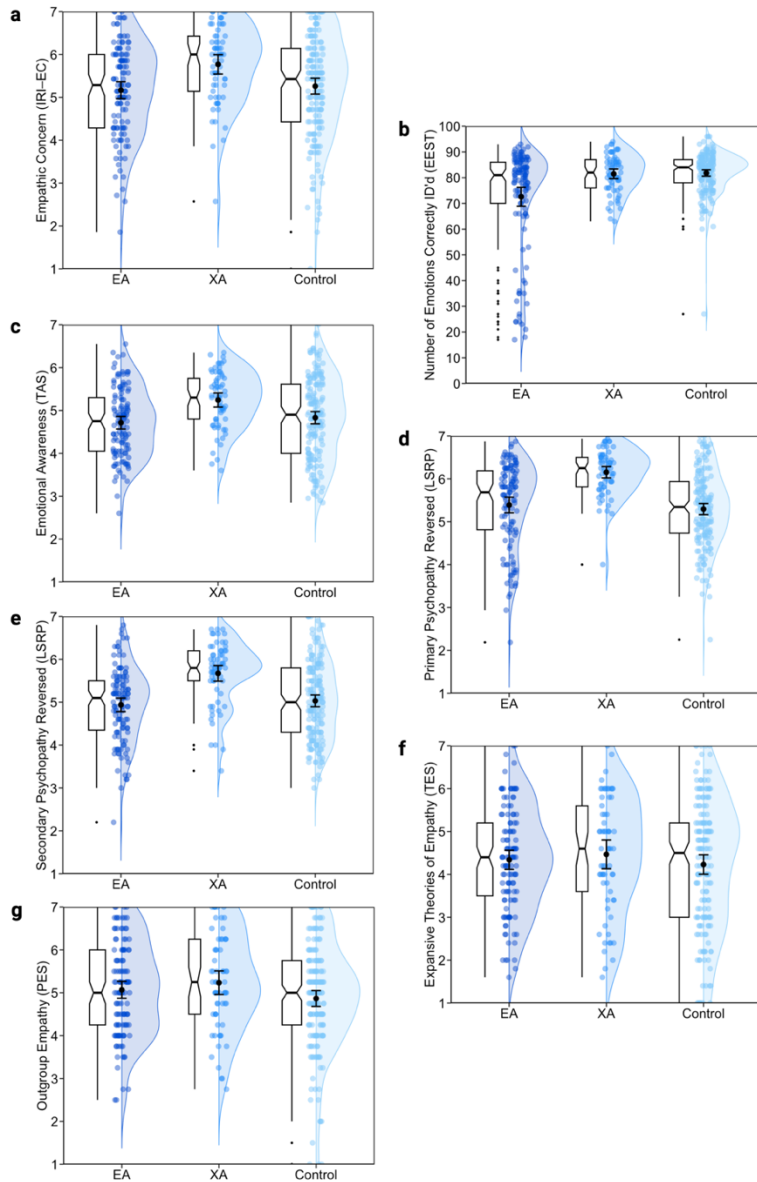 a
Empathic Concern (IRI–EC)
7
6
5
4
3
2
1
EA
XA
Control
b
Number of Emotions Correctly ID'd (EEST)
100
90
80
70
60
50
40
30
20
10
0
EA
XA
Control
c
Emotional Awareness (TAS)
7
6
5
4
3
2
1
EA
XA
Control
d
Primary Psychopathy Reversed (LSRP)
7
6
5
4
3
2
1
EA
XA
Control
e
Secondary Psychopathy Reversed (LSRP)
7
6
5
4
3
2
1
EA
XA
Control
f
Expansive Theories of Empathy (TES)
7
6
5
4
3
2
1
EA
XA
Control
g
Outgroup Empathy (PES)
7
6
5
4
3
2
1
EA
XA
Control